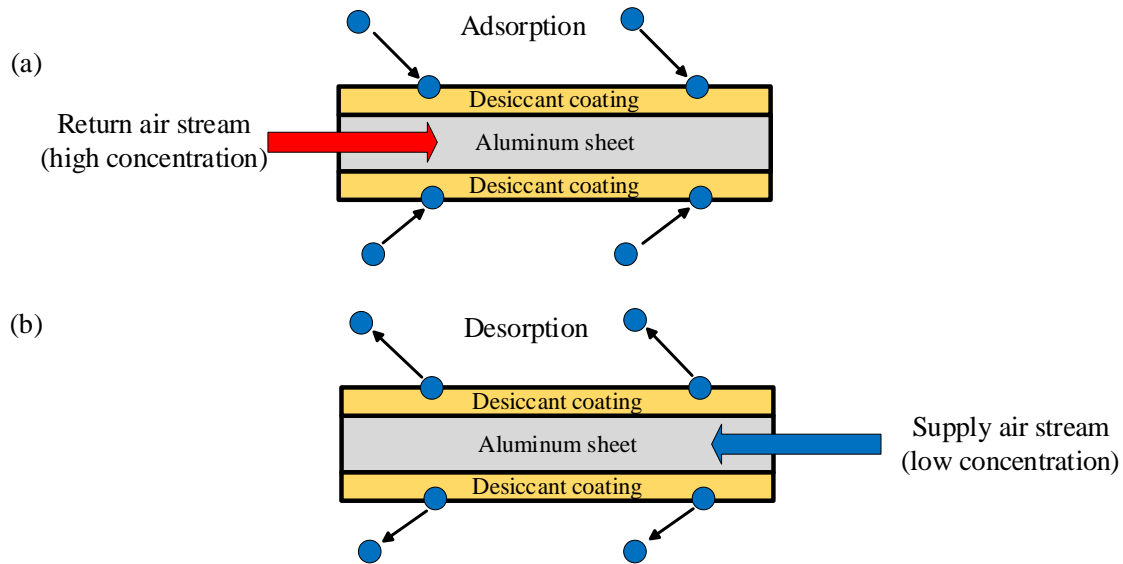 (a)
Adsorption
Desiccant coating
Return air stream
(high concentration)
Aluminum sheet
Desiccant coating
(b)
Desorption
Desiccant coating
Aluminum sheet
Supply air stream
(low concentration)
Desiccant coating